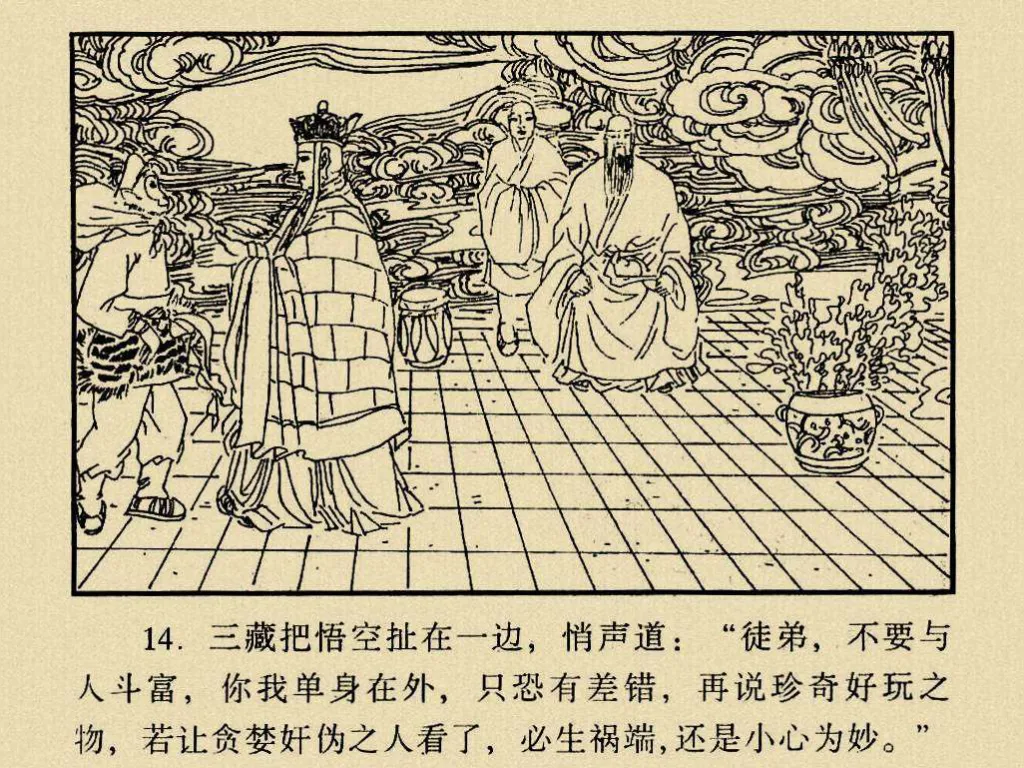 14. 三藏把悟空扯在一边，悄声道：“徒弟，不要与
人斗富，你我单身在外，只恐有差错，再说珍奇好玩之
物，若让贪婪奸伪之人看了，必生祸端，还是小心为妙。”